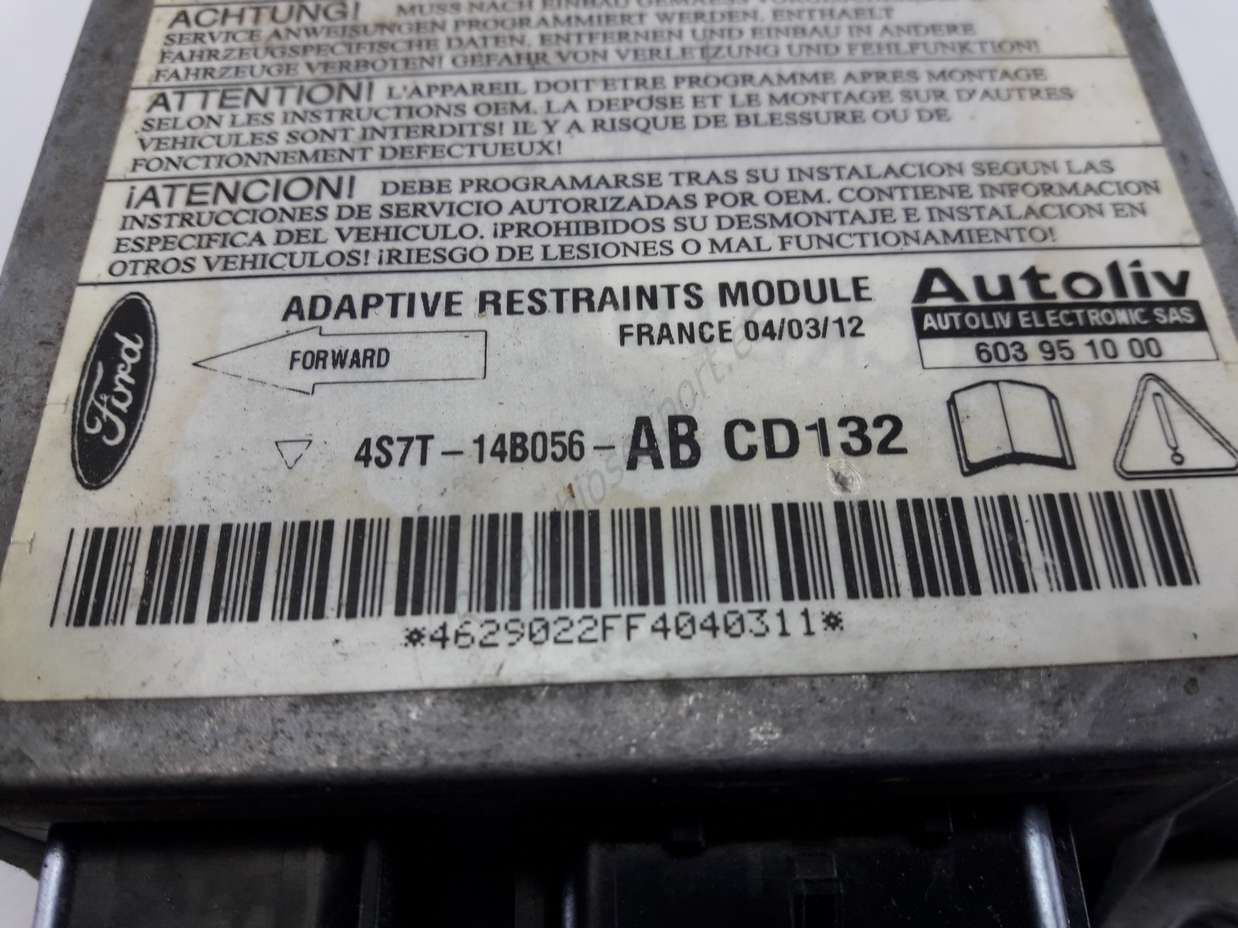 ACHTUNG! MUSS NACH EINBAU GEMAESS
SERVICE ANWEISUNGEN PROGRAMMIERT WERDEN, ENTHAELT
FAHRZEUGSPEZIFISCHE DATEN, ENTFERNEN UND EINBAU IN ANDERE
FAHRZEUGE VERBOTEN! GEFAHR VON VERLETZUNG UND FEHLFUNKTION!
ATTENTION! L'APPAREIL DOIT ETRE PROGRAMME APRES MONTAGE
SELON LES INSTRUCTIONS OEM. LA DEPOSE ET LE MONTAGE SUR D'AUTRES
VEHICULES SONT INTERDITS! IL Y A RISQUE DE BLESSURE OU DE
FONCTIONNEMENT DEFECTUEUX!
¡ATENCION! DEBE PROGRAMARSE TRAS SU INSTALACION SEGUN LAS
INSTRUCCIONES DE SERVICIO AUTORIZADAS POR OEM. CONTIENE INFORMACION
ESPECIFICA DEL VEHICULO. ¡PROHIBIDOS SU DESMONTAJE E INSTALACION EN
OTROS VEHICULOS! ¡RIESGO DE LESIONES O MAL FUNCTIONAMIENTO!
Ford
ADAPTIVE RESTRAINTS MODULE
FRANCE 04/03/12
FORWARD
Autoliv
AUTOLIV ELECTRONIC SAS
603 95 10 00
4S7T-14B056-AB CD132
*4629022FF4040311*